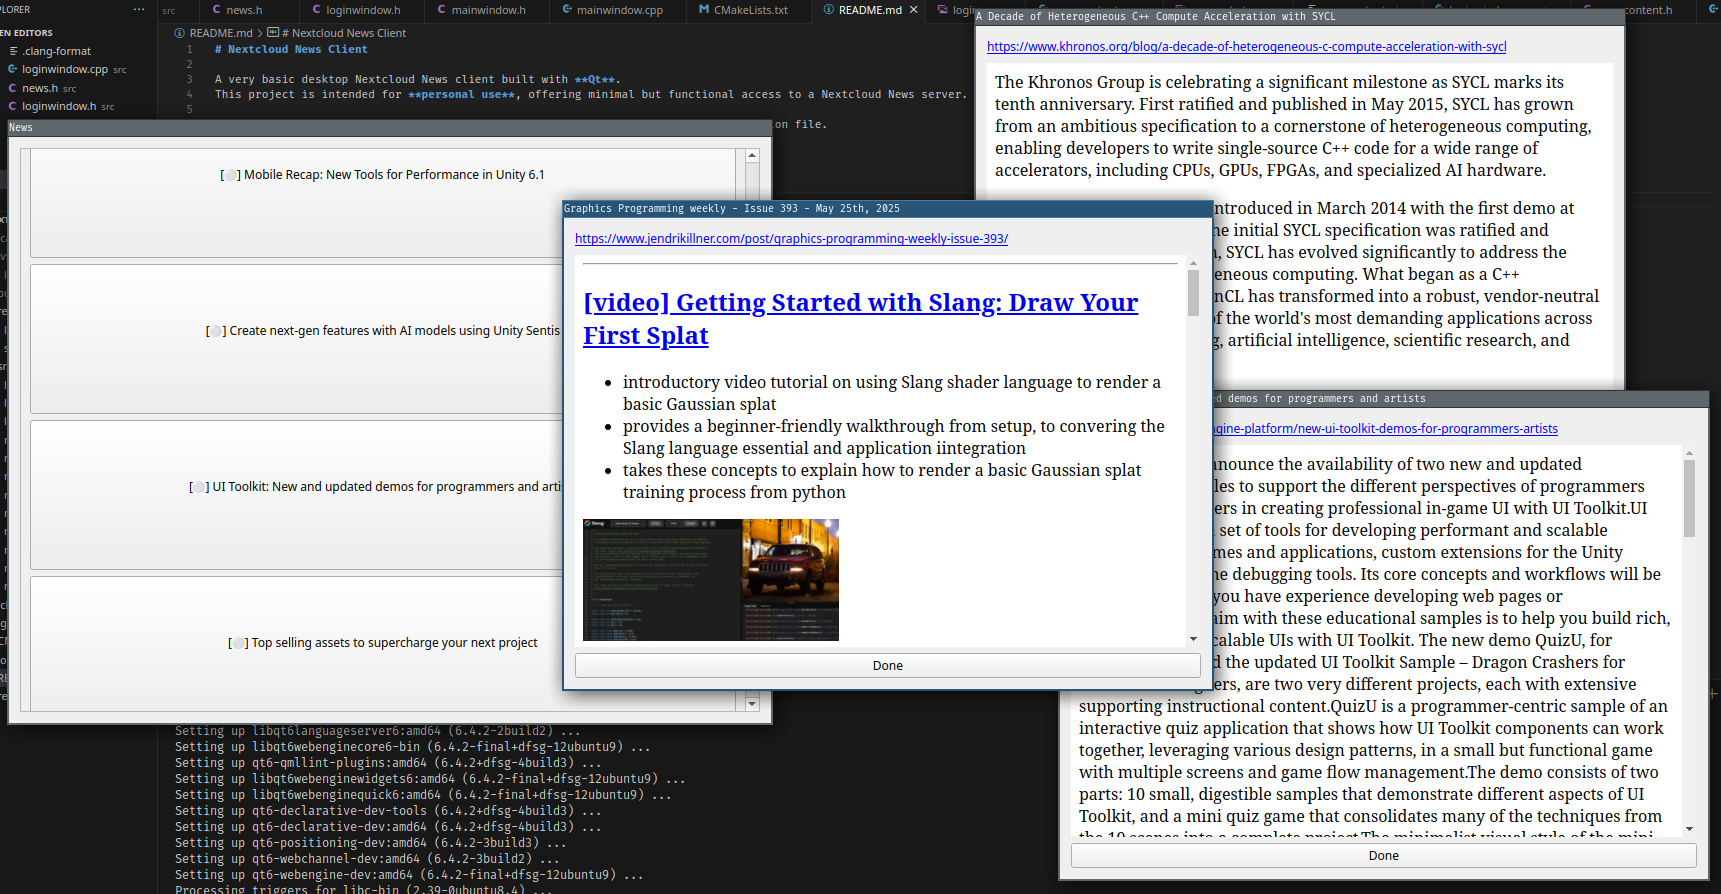 PLORER
···
src
news.h
loginwindow.h
mainwindow.h
mainwindow.cpp
CMakeLists.txt
README.md
content.h
EN EDITORS
.clang-format
loginwindow.cpp src
news.h src
loginwindow.h src
README.md > # Nextcloud News Client
1 # Nextcloud News Client
2
3 A very basic desktop Nextcloud News client built with **Qt**.
4 This project is intended for **personal use**, offering minimal but functional access to a Nextcloud News server.
5
on file.
News
[⚪] Mobile Recap: New Tools for Performance in Unity 6.1
[⚪] Create next-gen features with AI models using Unity Sentis
[⚪] UI Toolkit: New and updated demos for programmers and arti
[⚪] Top selling assets to supercharge your next project
Graphics Programming weekly - Issue 393 - May 25th, 2025
https://www.jendrikillner.com/post/graphics-programming-weekly-issue-393/
[video] Getting Started with Slang: Draw Your
First Splat
• introductory video tutorial on using Slang shader language to render a
basic Gaussian splat
• provides a beginner-friendly walkthrough from setup, to convering the
Slang language essential and application iintegration
• takes these concepts to explain how to render a basic Gaussian splat
training process from python
Slang
Done
A Decade of Heterogeneous C++ Compute Acceleration with SYCL
https://www.khronos.org/blog/a-decade-of-heterogeneous-c-compute-acceleration-with-sycl
The Khronos Group is celebrating a significant milestone as SYCL marks its
tenth anniversary. First ratified and published in May 2015, SYCL has grown
from an ambitious specification to a cornerstone of heterogeneous computing,
enabling developers to write single-source C++ code for a wide range of
accelerators, including CPUs, GPUs, FPGAs, and specialized AI hardware.
ntroduced in March 2014 with the first demo at
he initial SYCL specification was ratified and
, SYCL has evolved significantly to address the
eneous computing. What began as a C++
nCL has transformed into a robust, vendor-neutral
f the world's most demanding applications across
g, artificial intelligence, scientific research, and
ed demos for programmers and artists
ngine-platform/new-ui-toolkit-demos-for-programmers-artists
nnounce the availability of two new and updated
les to support the different perspectives of programmers
ers in creating professional in-game UI with UI Toolkit.UI
set of tools for developing performant and scalable
mes and applications, custom extensions for the Unity
ne debugging tools. Its core concepts and workflows will be
you have experience developing web pages or
aim with these educational samples is to help you build rich,
calable UIs with UI Toolkit. The new demo QuizU, for
d the updated UI Toolkit Sample – Dragon Crashers for
ers, are two very different projects, each with extensive
supporting instructional content.QuizU is a programmer-centric sample of an
interactive quiz application that shows how UI Toolkit components can work
together, leveraging various design patterns, in a small but functional game
with multiple screens and game flow management.The demo consists of two
parts: 10 small, digestible samples that demonstrate different aspects of UI
Toolkit, and a mini quiz game that consolidates many of the techniques from
the 10 scenes into a complete project.The minimalist visual style of the mini
Done
Setting up libqt6languageserver6:amd64 (6.4.2-2build2) ...
Setting up libqt6webenginecore6-bin (6.4.2-final+dfsg-12ubuntu9) ...
Setting up qt6-qmllint-plugins:amd64 (6.4.2+dfsg-4build3) ...
Setting up libqt6webenginewidgets6:amd64 (6.4.2-final+dfsg-12ubuntu9) ...
Setting up libqt6webenginequick6:amd64 (6.4.2-final+dfsg-12ubuntu9) ...
Setting up qt6-declarative-dev-tools (6.4.2+dfsg-4build3) ...
Setting up qt6-declarative-dev:amd64 (6.4.2+dfsg-4build3) ...
Setting up qt6-positioning-dev:amd64 (6.4.2-3build3) ...
Setting up qt6-webchannel-dev:amd64 (6.4.2-3build2) ...
Setting up qt6-webengine-dev:amd64 (6.4.2-final+dfsg-12ubuntu9) ...
Processing triggers for libc-bin (2.39-0ubuntu8.4) ...